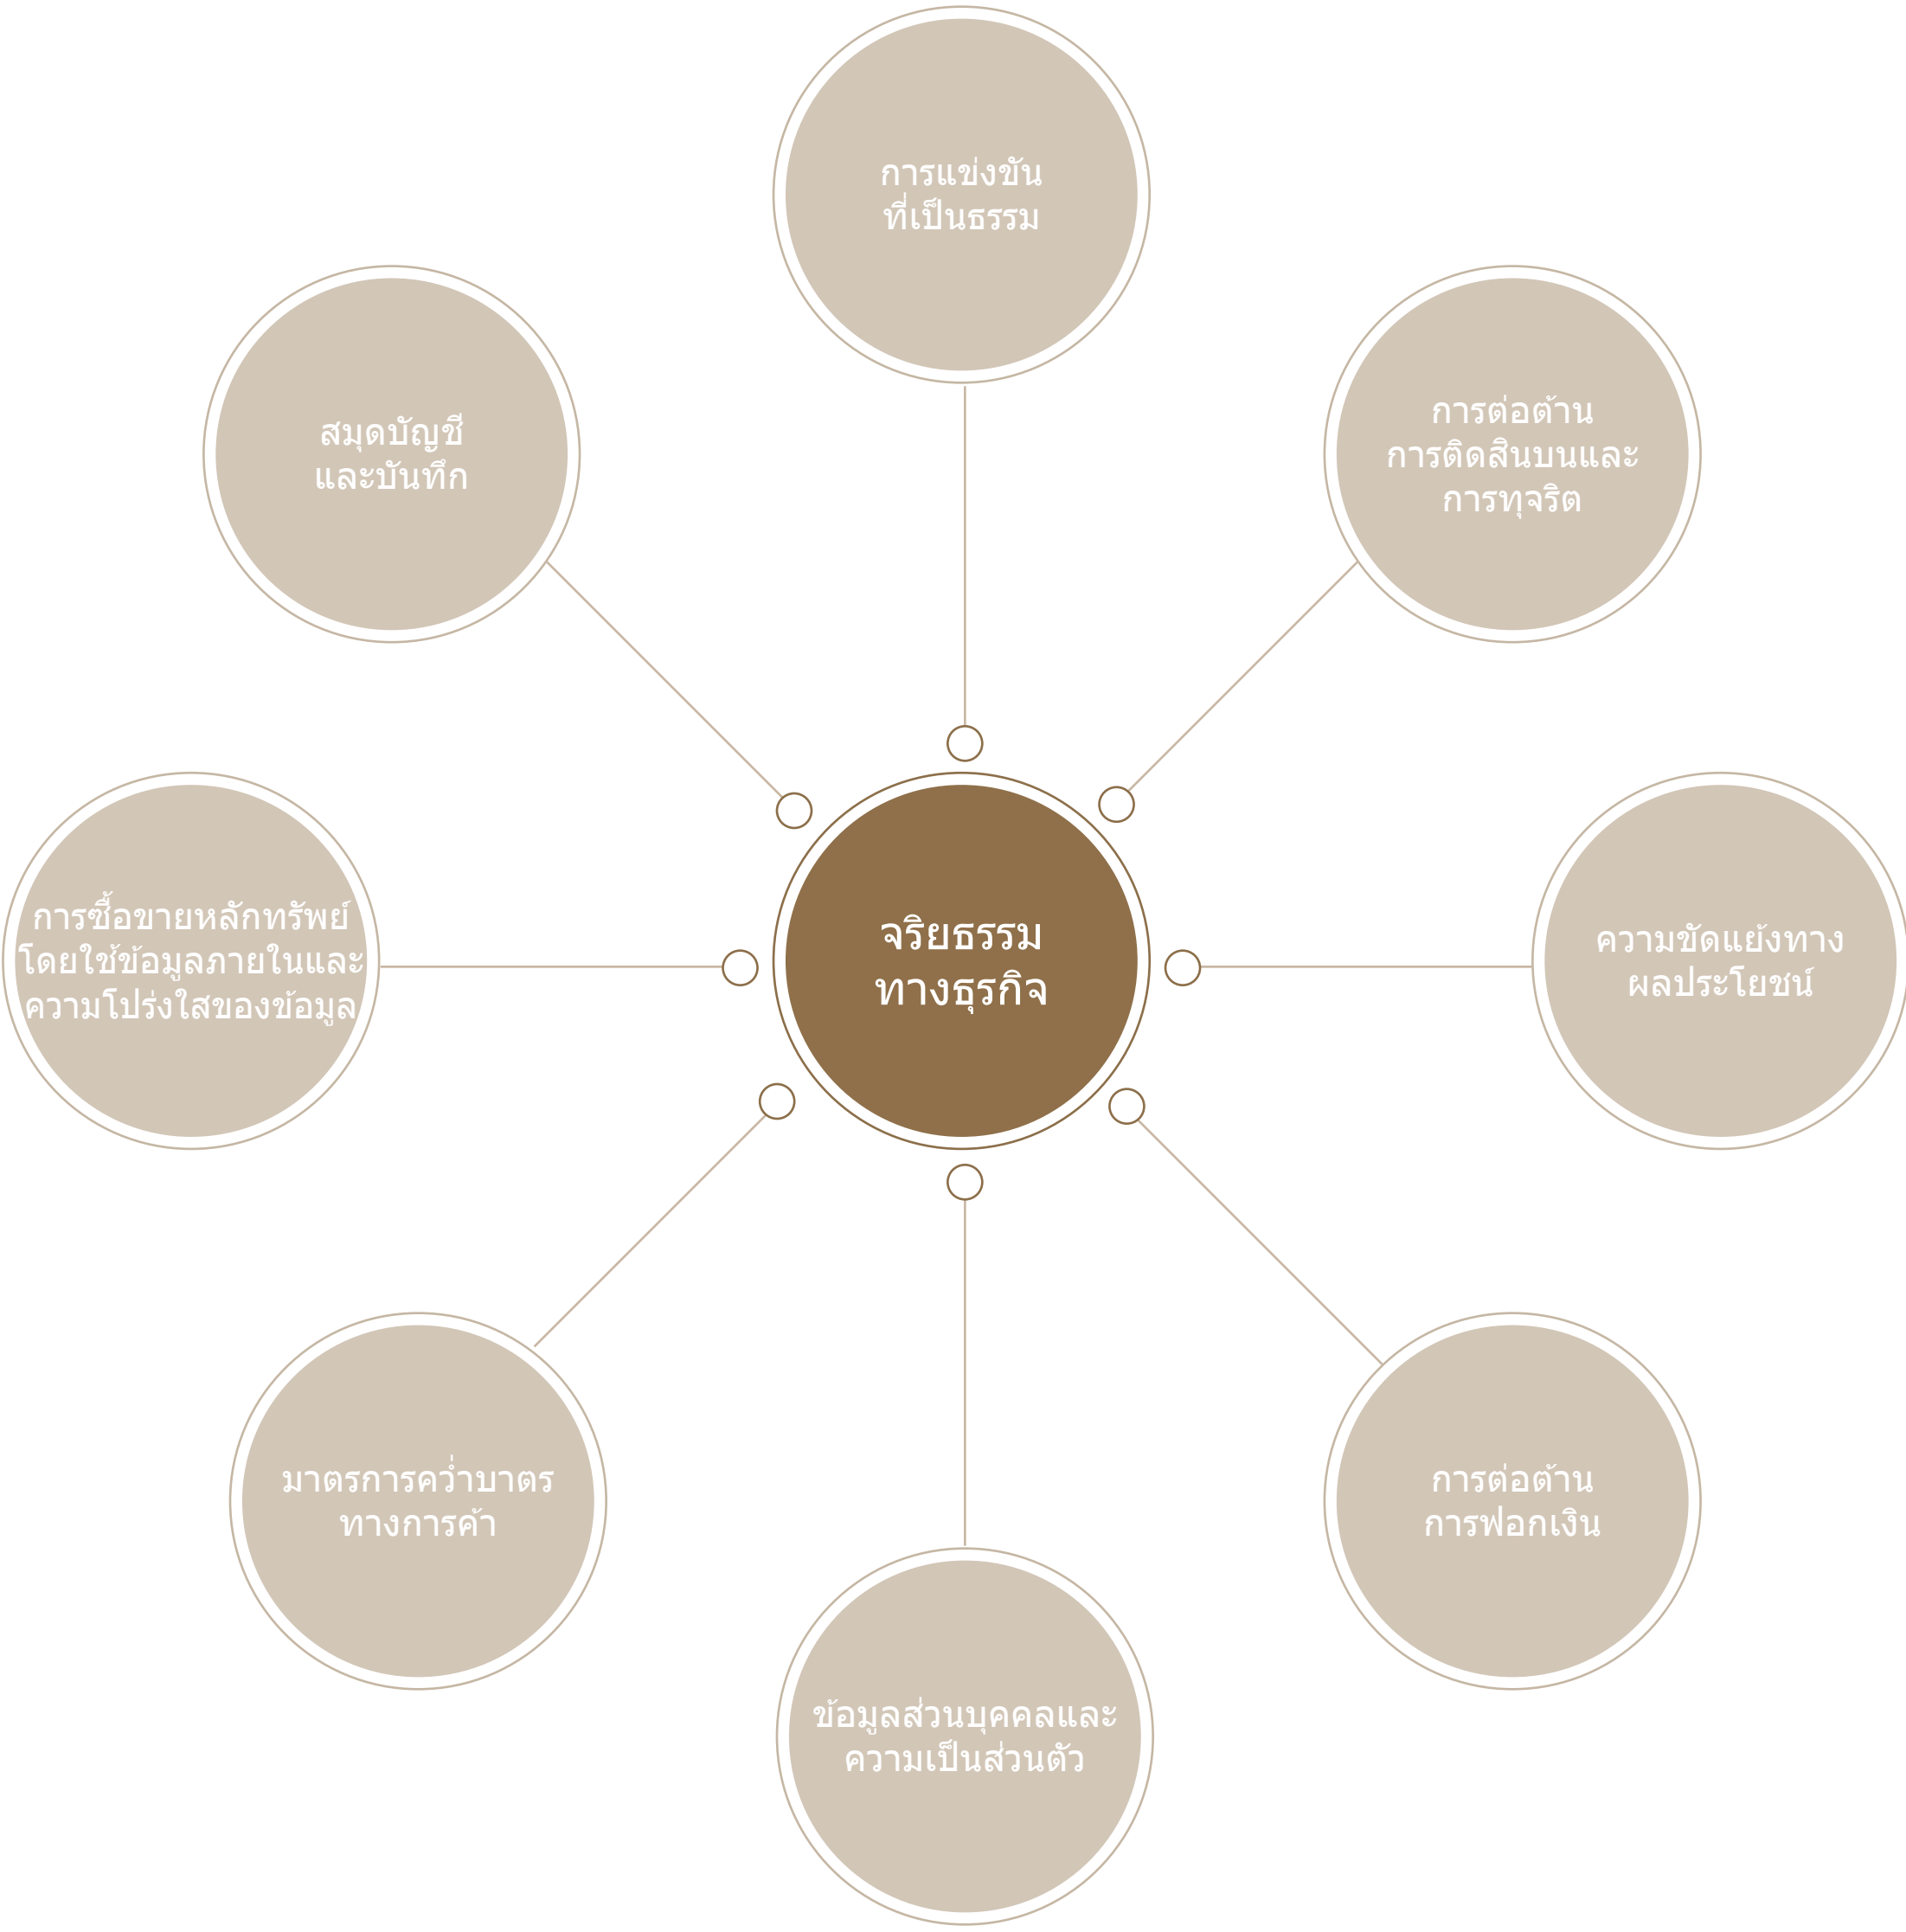 การแข่งขัน
ที่เป็นธรรม
สมุดบัญชี
และบันทึก
การต่อต้าน
การติดสินบนและ
การทุจริต
การซื้อขายหลักทรัพย์
โดยใช้ข้อมูลภายในและ
ความโปร่งใสของข้อมูล
จริยธรรม
ทางธุรกิจ
ความขัดแย้งทาง
ผลประโยชน์
มาตรการคว่ำบาตร
ทางการค้า
การต่อต้าน
การฟอกเงิน
ข้อมูลส่วนบุคคลและ
ความเป็นส่วนตัว